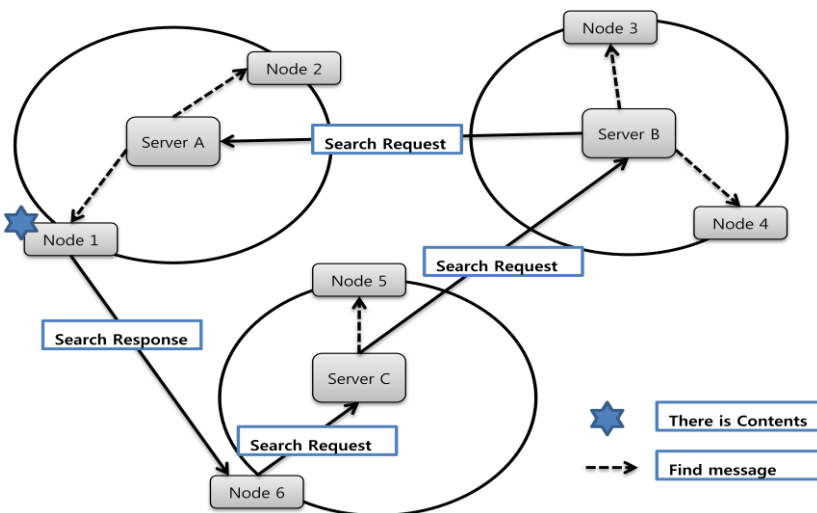 Node 3
Node 2
Server A
Search Request
Server B
Node 1
Node 4
Search Request
Node 5
Search Response
Server C
Search Request
There is Contents
Find message
Node 6